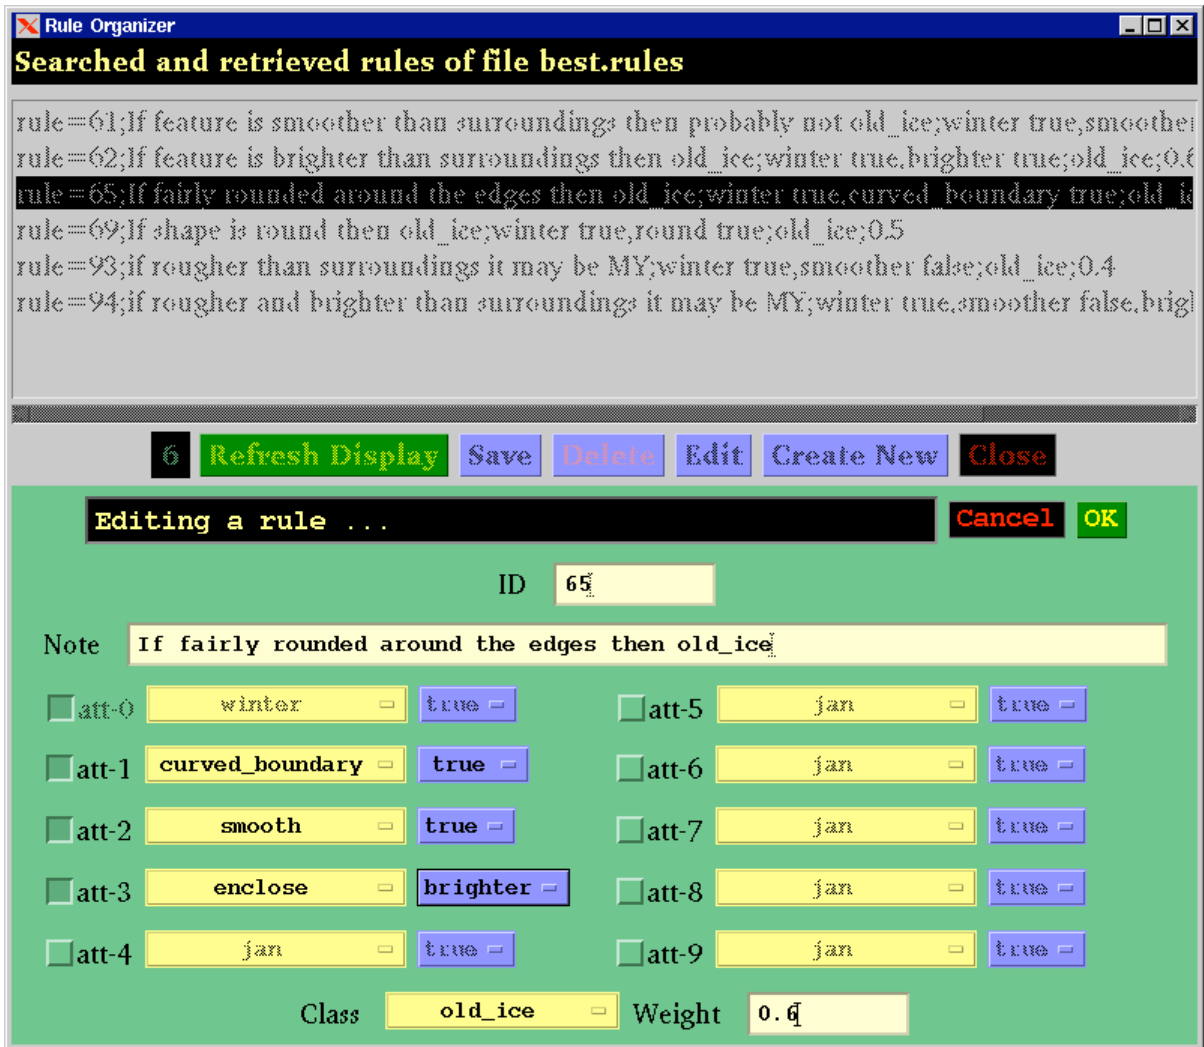 Rule Organizer
Searched and retrieved rules of file best.rules
rule=61;If feature is smoother than surroundings then probably not old_ice;winter true,smoother
rule=62;If feature is brighter than surroundings then old_ice;winter true,brighter true;old_ice;0.6
rule=65;If fairly rounded around the edges then old_ice;winter true,curved_boundary true;old_ic
rule=69;If shape is round then old_ice;winter true,round true;old_ice;0.5
rule=93;if rougher than surroundings it may be MY;winter true,smoother false;old_ice;0.4
rule=94;if rougher and brighter than surroundings it may be MY;winter true,smoother false,brigh
6 Refresh Display Save Delete Edit Create New Close
Editing a rule ... Cancel OK
ID 65
Note If fairly rounded around the edges then old_ice
att-0 winter true att-5 jan true
att-1 curved_boundary true att-6 jan true
att-2 smooth true att-7 jan true
att-3 enclose brighter att-8 jan true
att-4 jan true att-9 jan true
Class old_ice Weight 0.6